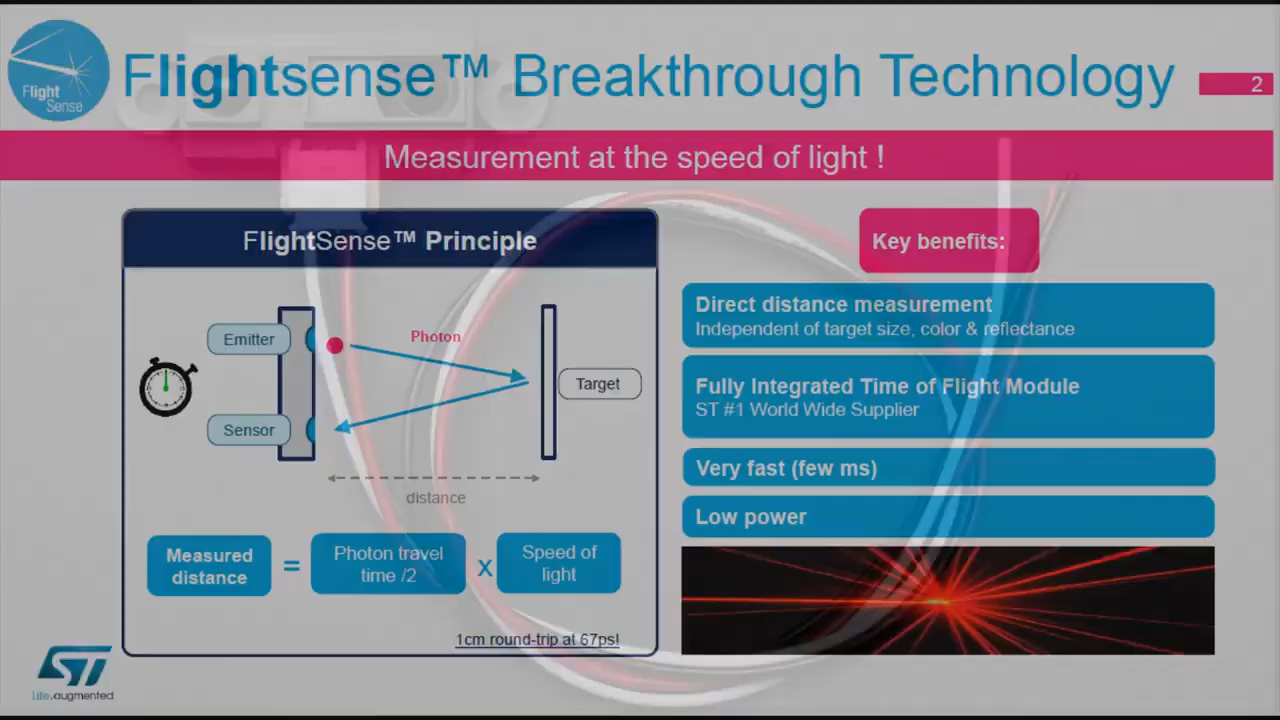 Flight
Sense
Flightsense™ Breakthrough Technology
2
Measurement at the speed of light !
FlightSense™ Principle
Emitter
Photon
Target
Sensor
distance
Measured
distance
=
Photon travel
time /2
x
Speed of
light
1cm round-trip at 67ps!
Key benefits:
Direct distance measurement
Independent of target size, color & reflectance
Fully Integrated Time of Flight Module
ST #1 World Wide Supplier
Very fast (few ms)
Low power
ST
life.augmented